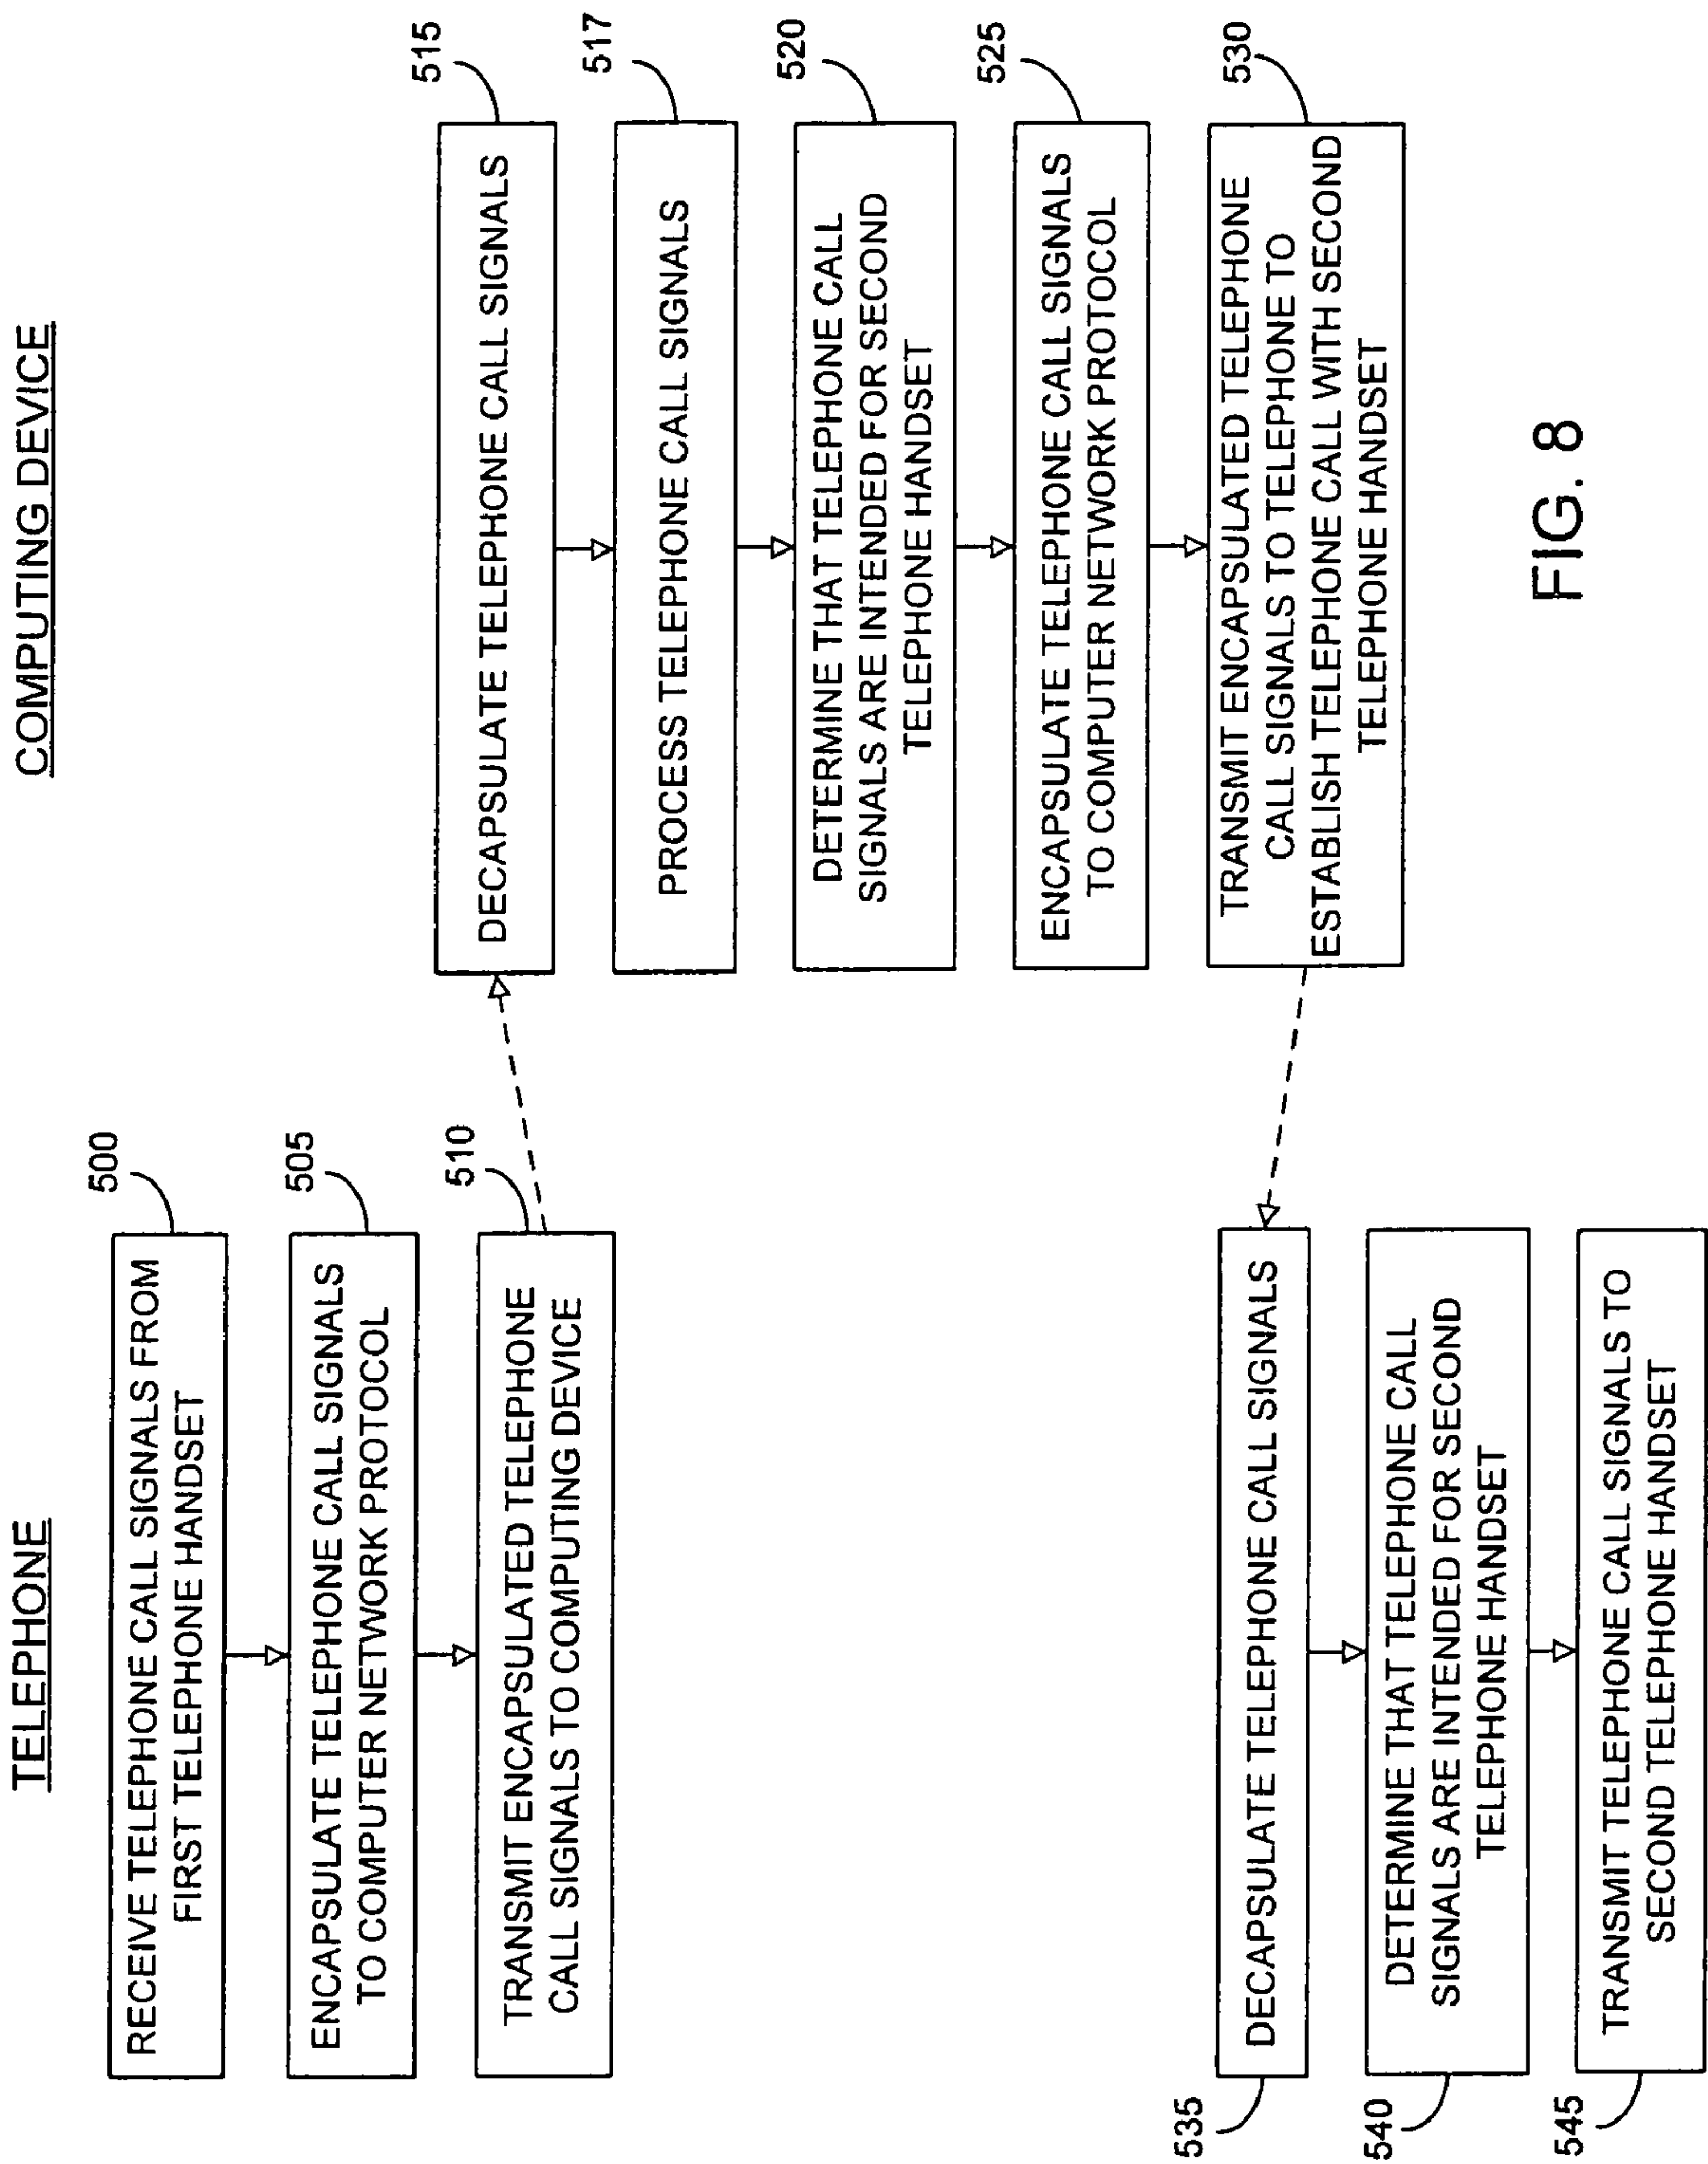 TELEPHONE
COMPUTING DEVICE
500
RECEIVE TELEPHONE CALL SIGNALS FROM
FIRST TELEPHONE HANDSET
505
ENCAPSULATE TELEPHONE CALL SIGNALS
TO COMPUTER NETWORK PROTOCOL
510
TRANSMIT ENCAPSULATED TELEPHONE
CALL SIGNALS TO COMPUTING DEVICE
515
DECAPSULATE TELEPHONE CALL SIGNALS
517
PROCESS TELEPHONE CALL SIGNALS
520
DETERMINE THAT TELEPHONE CALL
SIGNALS ARE INTENDED FOR SECOND
TELEPHONE HANDSET
525
ENCAPSULATE TELEPHONE CALL SIGNALS
TO COMPUTER NETWORK PROTOCOL
530
TRANSMIT ENCAPSULATED TELEPHONE
CALL SIGNALS TO TELEPHONE TO
ESTABLISH TELEPHONE CALL WITH SECOND
TELEPHONE HANDSET
535
DECAPSULATE TELEPHONE CALL SIGNALS
540
DETERMINE THAT TELEPHONE CALL
SIGNALS ARE INTENDED FOR SECOND
TELEPHONE HANDSET
545
TRANSMIT TELEPHONE CALL SIGNALS TO
SECOND TELEPHONE HANDSET
FIG. 8